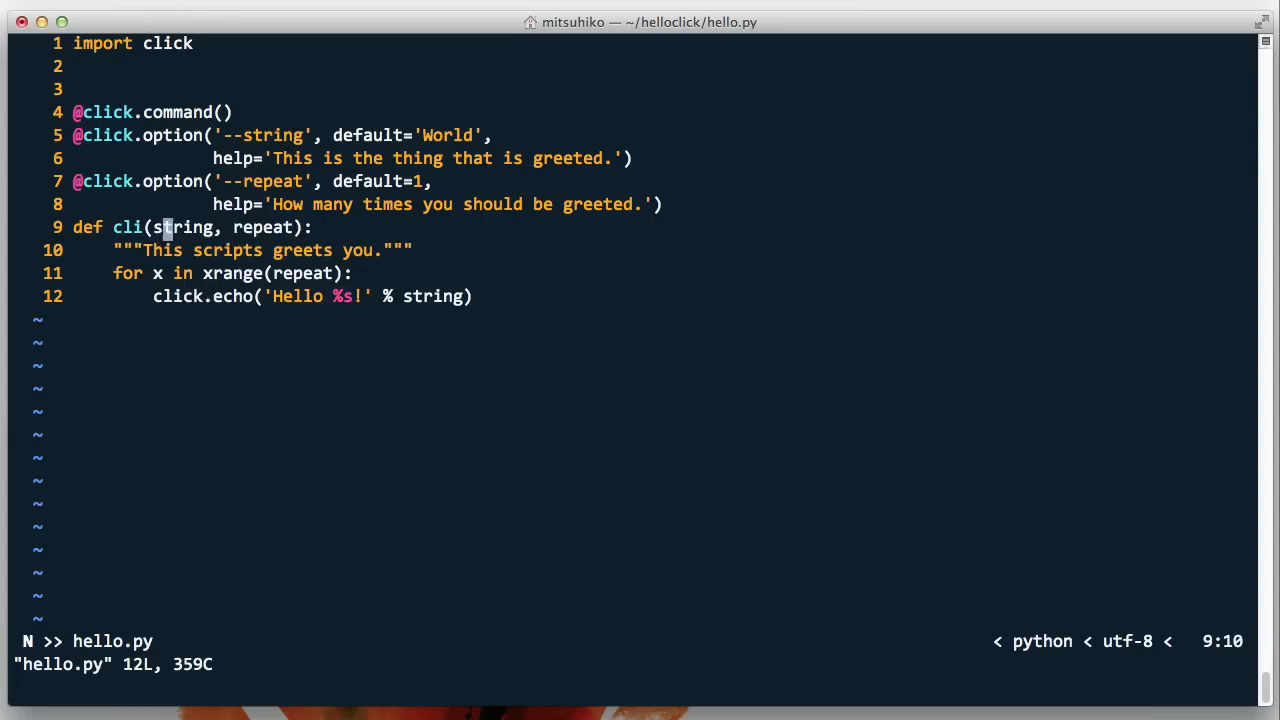 mitsuhiko — ~/helloclick/hello.py
1 import click
2
3
4 @click.command()
5 @click.option('--string', default='World',
6               help='This is the thing that is greeted.')
7 @click.option('--repeat', default=1,
8               help='How many times you should be greeted.')
9 def cli(string, repeat):
10     """This scripts greets you."""
11     for x in xrange(repeat):
12         click.echo('Hello %s!' % string)
~
~
~
~
~
~
~
~
~
~
~
~
~
~
N >> hello.py < python < utf-8 < 9:10
"hello.py" 12L, 359C